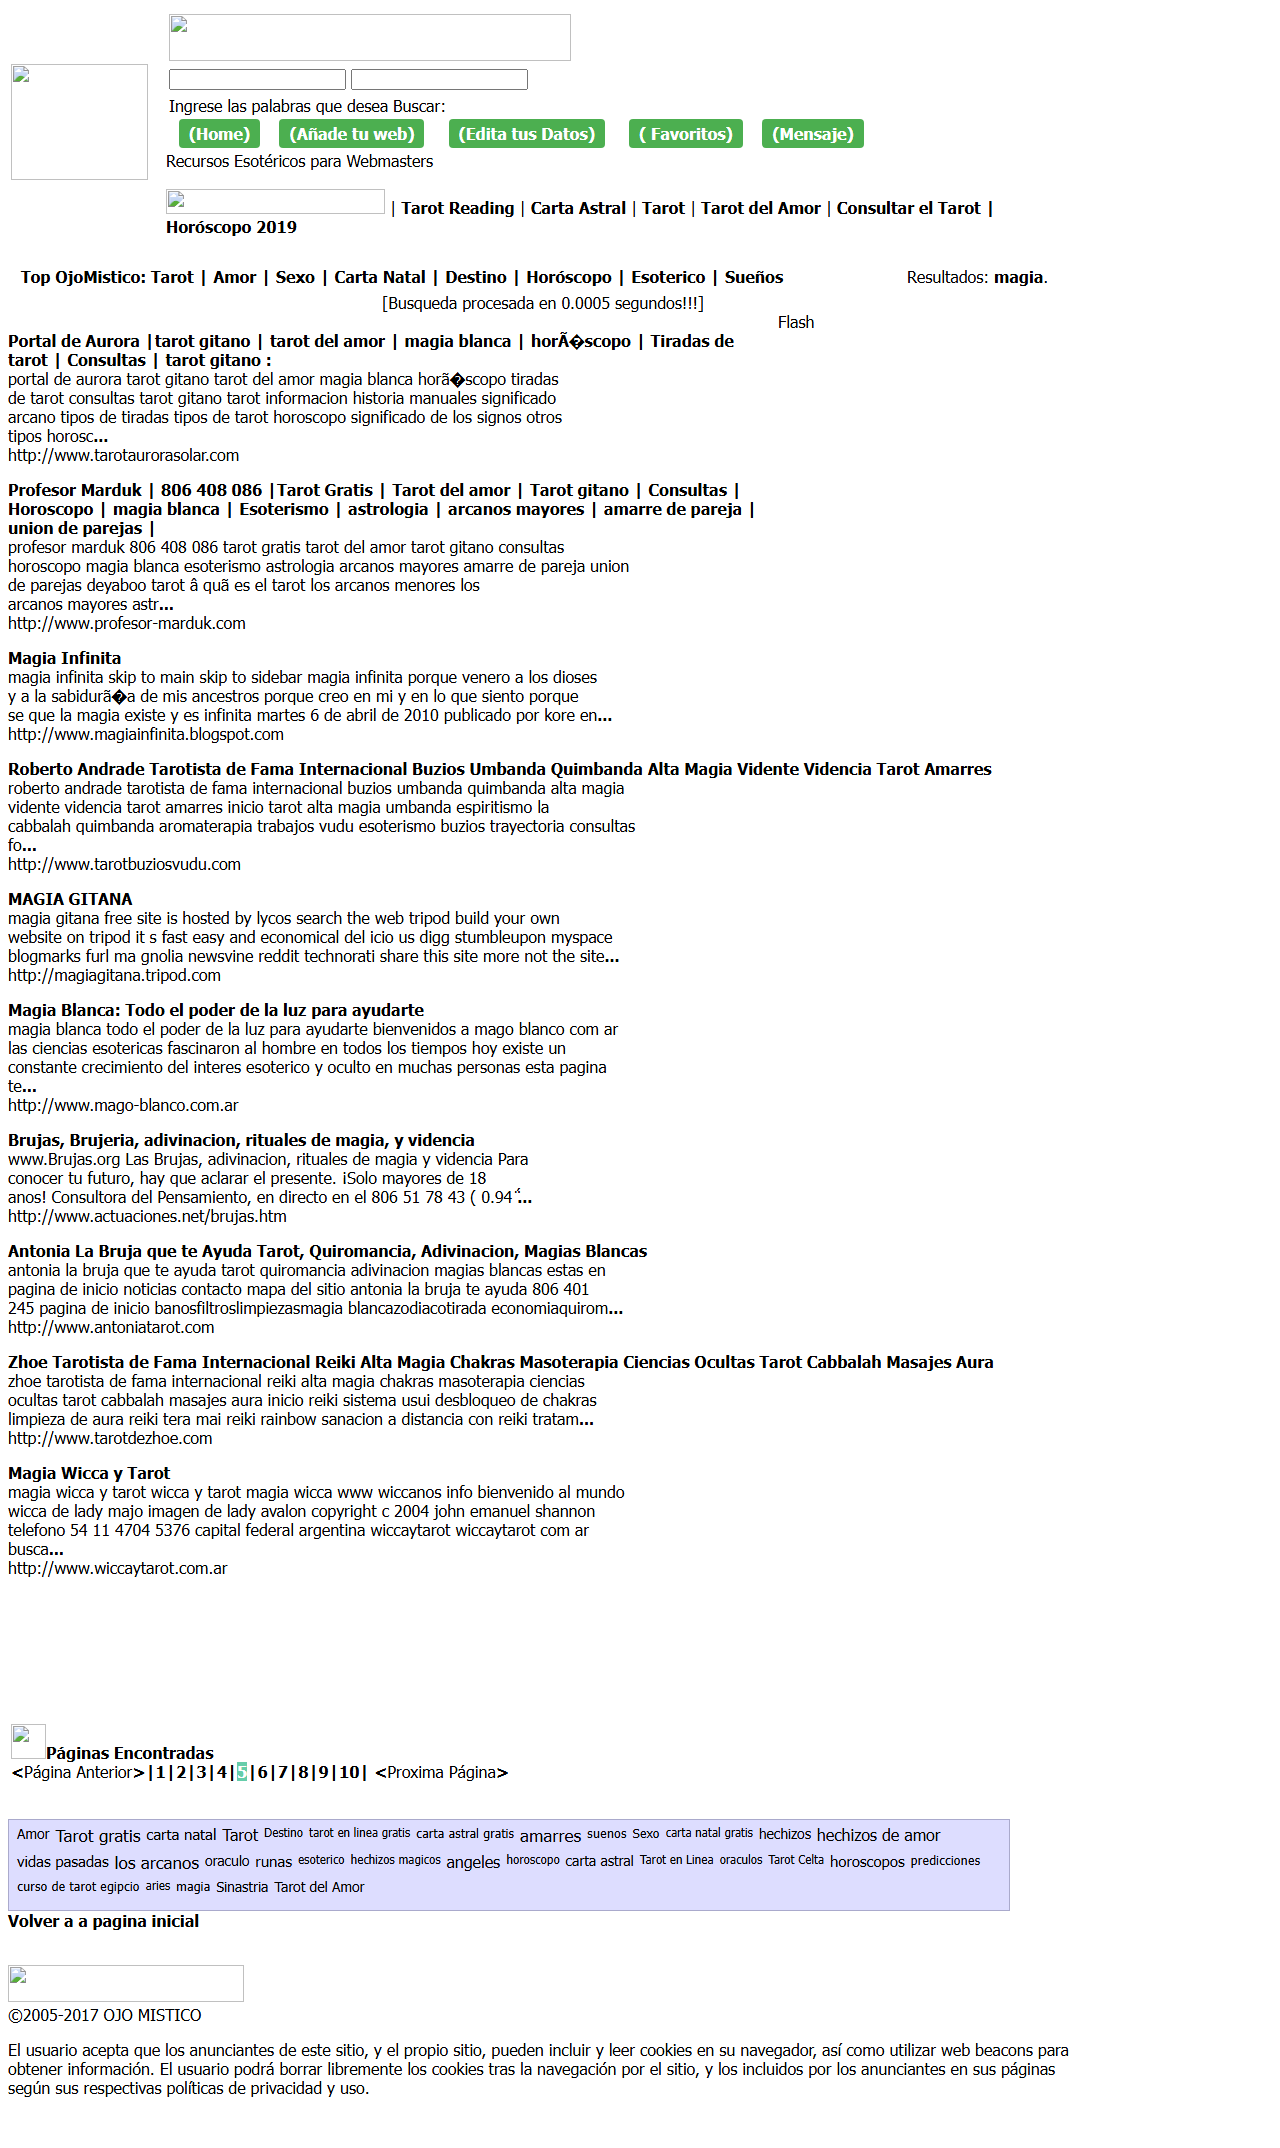 Ingrese las palabras que desea Buscar:
(Home) (Añade tu web) (Edita tus Datos) ( Favoritos) (Mensaje)
Recursos Esotéricos para Webmasters
| Tarot Reading | Carta Astral | Tarot | Tarot del Amor | Consultar el Tarot |
Horóscopo 2019
Top OjoMistico: Tarot | Amor | Sexo | Carta Natal | Destino | Horóscopo | Esoterico | Sueños Resultados: magia.
[Busqueda procesada en 0.0005 segundos!!!]
Flash
Portal de Aurora |tarot gitano | tarot del amor | magia blanca | horÃ�scopo | Tiradas de
tarot | Consultas | tarot gitano :
portal de aurora tarot gitano tarot del amor magia blanca horã�scopo tiradas
de tarot consultas tarot gitano tarot informacion historia manuales significado
arcano tipos de tiradas tipos de tarot horoscopo significado de los signos otros
tipos horosc...
http://www.tarotaurorasolar.com
Profesor Marduk | 806 408 086 |Tarot Gratis | Tarot del amor | Tarot gitano | Consultas |
Horoscopo | magia blanca | Esoterismo | astrologia | arcanos mayores | amarre de pareja |
union de parejas |
profesor marduk 806 408 086 tarot gratis tarot del amor tarot gitano consultas
horoscopo magia blanca esoterismo astrologia arcanos mayores amarre de pareja union
de parejas deyaboo tarot â quã es el tarot los arcanos menores los
arcanos mayores astr...
http://www.profesor-marduk.com
Magia Infinita
magia infinita skip to main skip to sidebar magia infinita porque venero a los dioses
y a la sabidurã�a de mis ancestros porque creo en mi y en lo que siento porque
se que la magia existe y es infinita martes 6 de abril de 2010 publicado por kore en...
http://www.magiainfinita.blogspot.com
Roberto Andrade Tarotista de Fama Internacional Buzios Umbanda Quimbanda Alta Magia Vidente Videncia Tarot Amarres
roberto andrade tarotista de fama internacional buzios umbanda quimbanda alta magia
vidente videncia tarot amarres inicio tarot alta magia umbanda espiritismo la
cabbalah quimbanda aromaterapia trabajos vudu esoterismo buzios trayectoria consultas
fo...
http://www.tarotbuziosvudu.com
MAGIA GITANA
magia gitana free site is hosted by lycos search the web tripod build your own
website on tripod it s fast easy and economical del icio us digg stumbleupon myspace
blogmarks furl ma gnolia newsvine reddit technorati share this site more not the site...
http://magiagitana.tripod.com
Magia Blanca: Todo el poder de la luz para ayudarte
magia blanca todo el poder de la luz para ayudarte bienvenidos a mago blanco com ar
las ciencias esotericas fascinaron al hombre en todos los tiempos hoy existe un
constante crecimiento del interes esoterico y oculto en muchas personas esta pagina
te...
http://www.mago-blanco.com.ar
Brujas, Brujeria, adivinacion, rituales de magia, y videncia
www.Brujas.org Las Brujas, adivinacion, rituales de magia y videncia Para
conocer tu futuro, hay que aclarar el presente. ¡Solo mayores de 18
anos! Consultora del Pensamiento, en directo en el 806 51 78 43 ( 0.94 ...
http://www.actuaciones.net/brujas.htm
Antonia La Bruja que te Ayuda Tarot, Quiromancia, Adivinacion, Magias Blancas
antonia la bruja que te ayuda tarot quiromancia adivinacion magias blancas estas en
pagina de inicio noticias contacto mapa del sitio antonia la bruja te ayuda 806 401
245 pagina de inicio banosfiltroslimpiezasmagia blancazodiacotirada economiaquirom...
http://www.antoniatarot.com
Zhoe Tarotista de Fama Internacional Reiki Alta Magia Chakras Masoterapia Ciencias Ocultas Tarot Cabbalah Masajes Aura
zhoe tarotista de fama internacional reiki alta magia chakras masoterapia ciencias
ocultas tarot cabbalah masajes aura inicio reiki sistema usui desbloqueo de chakras
limpieza de aura reiki tera mai reiki rainbow sanacion a distancia con reiki tratam...
http://www.tarotdezhoe.com
Magia Wicca y Tarot
magia wicca y tarot wicca y tarot magia wicca www wiccanos info bienvenido al mundo
wicca de lady majo imagen de lady avalon copyright c 2004 john emanuel shannon
telefono 54 11 4704 5376 capital federal argentina wiccaytarot wiccaytarot com ar
busca...
http://www.wiccaytarot.com.ar
Páginas Encontradas
<Página Anterior>|1|2|3|4|5|6|7|8|9|10| <Proxima Página>
Amor Tarot gratis carta natal Tarot Destino tarot en linea gratis carta astral gratis amarres suenos Sexo carta natal gratis hechizos hechizos de amor
vidas pasadas los arcanos oraculo runas esoterico hechizos magicos angeles horoscopo carta astral Tarot en Linea oraculos Tarot Celta horoscopos predicciones
curso de tarot egipcio aries magia Sinastria Tarot del Amor
Volver a a pagina inicial
©2005-2017 OJO MISTICO
El usuario acepta que los anunciantes de este sitio, y el propio sitio, pueden incluir y leer cookies en su navegador, así como utilizar web beacons para
obtener información. El usuario podrá borrar libremente los cookies tras la navegación por el sitio, y los incluidos por los anunciantes en sus páginas
según sus respectivas políticas de privacidad y uso.